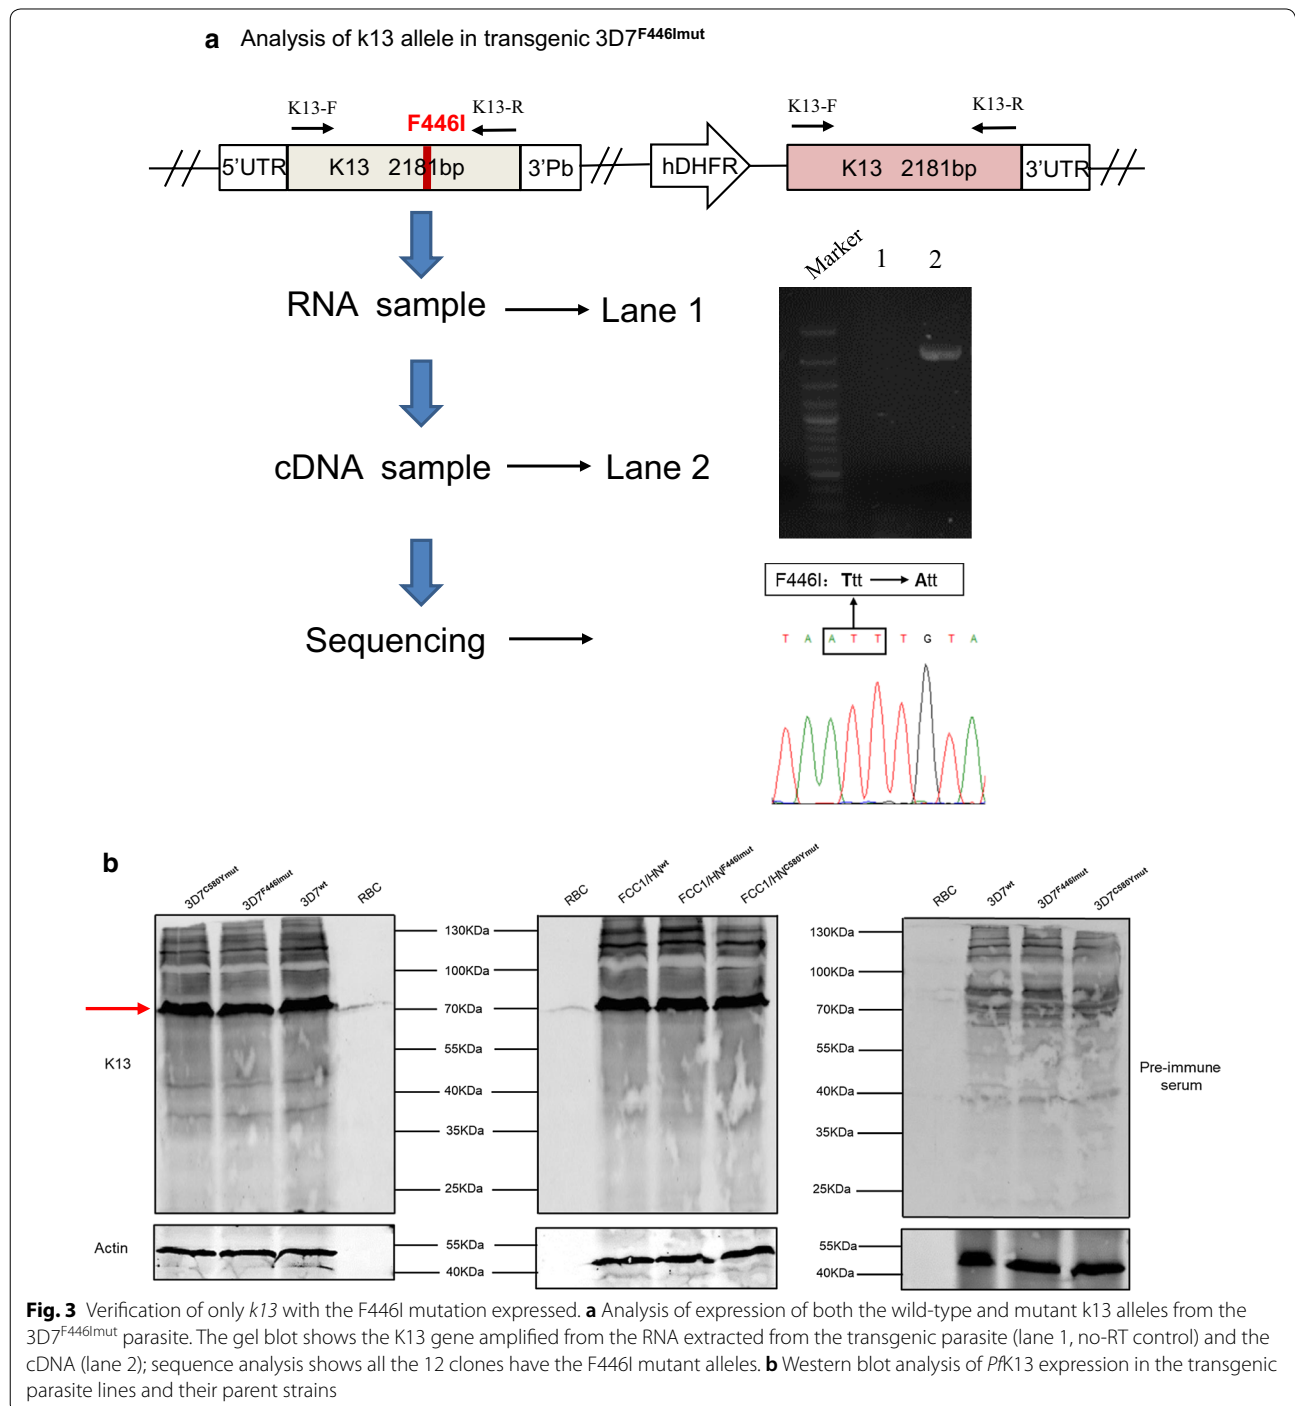 a Analysis of k13 allele in transgenic 3D7F446Imut
K13-F F446I K13-R K13-F K13-R
5'UTR K13 2181bp 3'Pb hDHFR K13 2181bp 3'UTR
Marker 1 2
RNA sample Lane 1
cDNA sample Lane 2
F446I: Ttt Att
Sequencing
T A A T T T G T A
b
3D7C580Ymut 3D7F446Imut 3D7wt RBC
RBC FCC1/HNwt FCC1/HNF446Imut FCC1/HNC580Ymut
RBC 3D7wt 3D7F446Imut 3D7C580Ymut
130KDa 130KDa
100KDa 100KDa
70KDa 70KDa
55KDa 55KDa
K13
40KDa 40KDa
35KDa 35KDa
25KDa 25KDa
Pre-immune
serum
Actin
55KDa 55KDa
40KDa 40KDa
Fig. 3 Verification of only k13 with the F446I mutation expressed. a Analysis of expression of both the wild-type and mutant k13 alleles from the
3D7F446Imut parasite. The gel blot shows the K13 gene amplified from the RNA extracted from the transgenic parasite (lane 1, no-RT control) and the
cDNA (lane 2); sequence analysis shows all the 12 clones have the F446I mutant alleles. b Western blot analysis of PfK13 expression in the transgenic
parasite lines and their parent strains